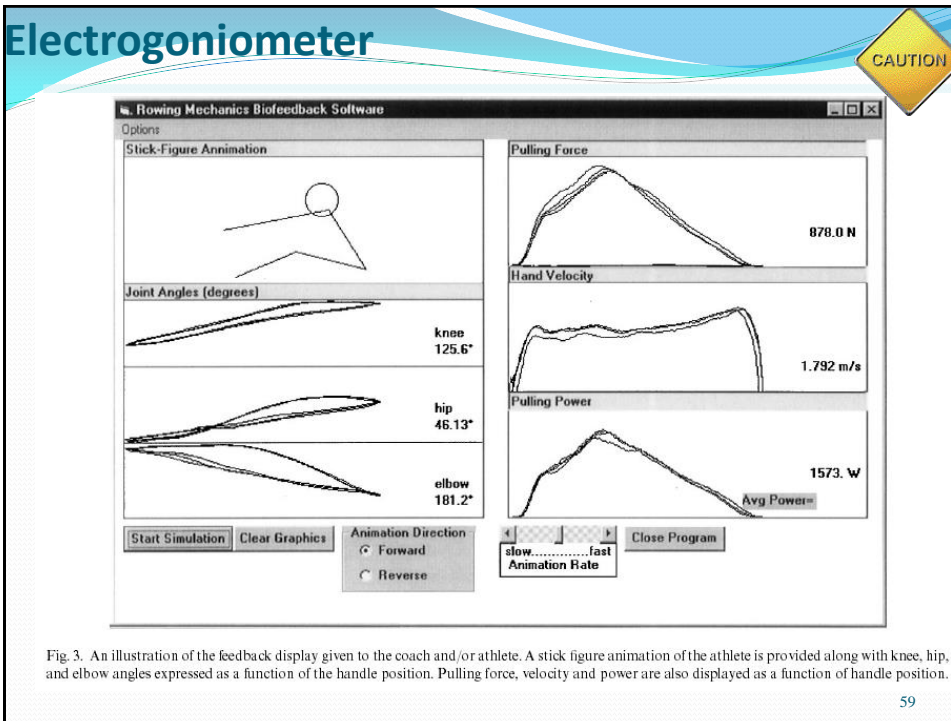 Electrogoniometer
CAUTION
Rowing Mechanics Biofeedback Software
Options
Stick-Figure Annimation
Joint Angles (degrees)
knee
125.6°
hip
46.13°
elbow
181.2°
Pulling Force
878.0 N
Hand Velocity
1.792 m/s
Pulling Power
1573. W
Avg Power=
Start Simulation
Clear Graphics
Animation Direction
Forward
Reverse
slow..............fast
Animation Rate
Close Program
Fig. 3. An illustration of the feedback display given to the coach and/or athlete. A stick figure animation of the athlete is provided along with knee, hip,
and elbow angles expressed as a function of the handle position. Pulling force, velocity and power are also displayed as a function of handle position.
59